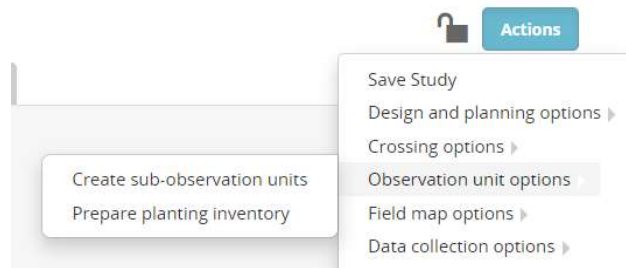 Actions
Save Study
Design and planning options
Crossing options
Observation unit options
Create sub-observation units
Prepare planting inventory
Field map options
Data collection options